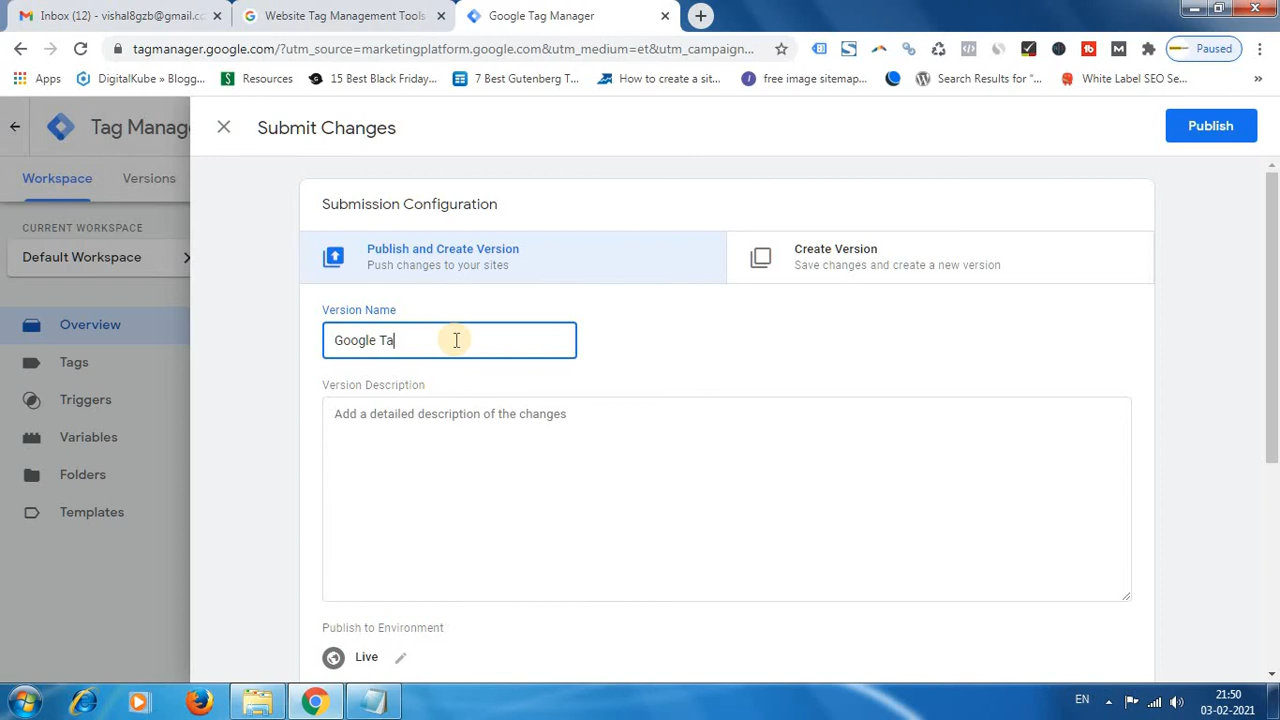 Inbox (12) - vishal8gzb@gmail.co
Website Tag Management Tools
Google Tag Manager
tagmanager.google.com/?utm_source=marketingplatform.google.com&utm_medium=et&utm_campaign...
Paused
Apps
DigitalKube » Blogg...
Resources
15 Best Black Friday...
7 Best Gutenberg T...
How to create a sit...
free image sitemap...
Search Results for "...
White Label SEO Se...
»
Tag Mana
Submit Changes
Publish
Workspace
Versions
CURRENT WORKSPACE
Default Workspace
Overview
Tags
Triggers
Variables
Folders
Templates
Submission Configuration
Publish and Create Version
Push changes to your sites
Create Version
Save changes and create a new version
Version Name
Google Ta
Version Description
Add a detailed description of the changes
Publish to Environment
Live
EN
21:50
03-02-2021